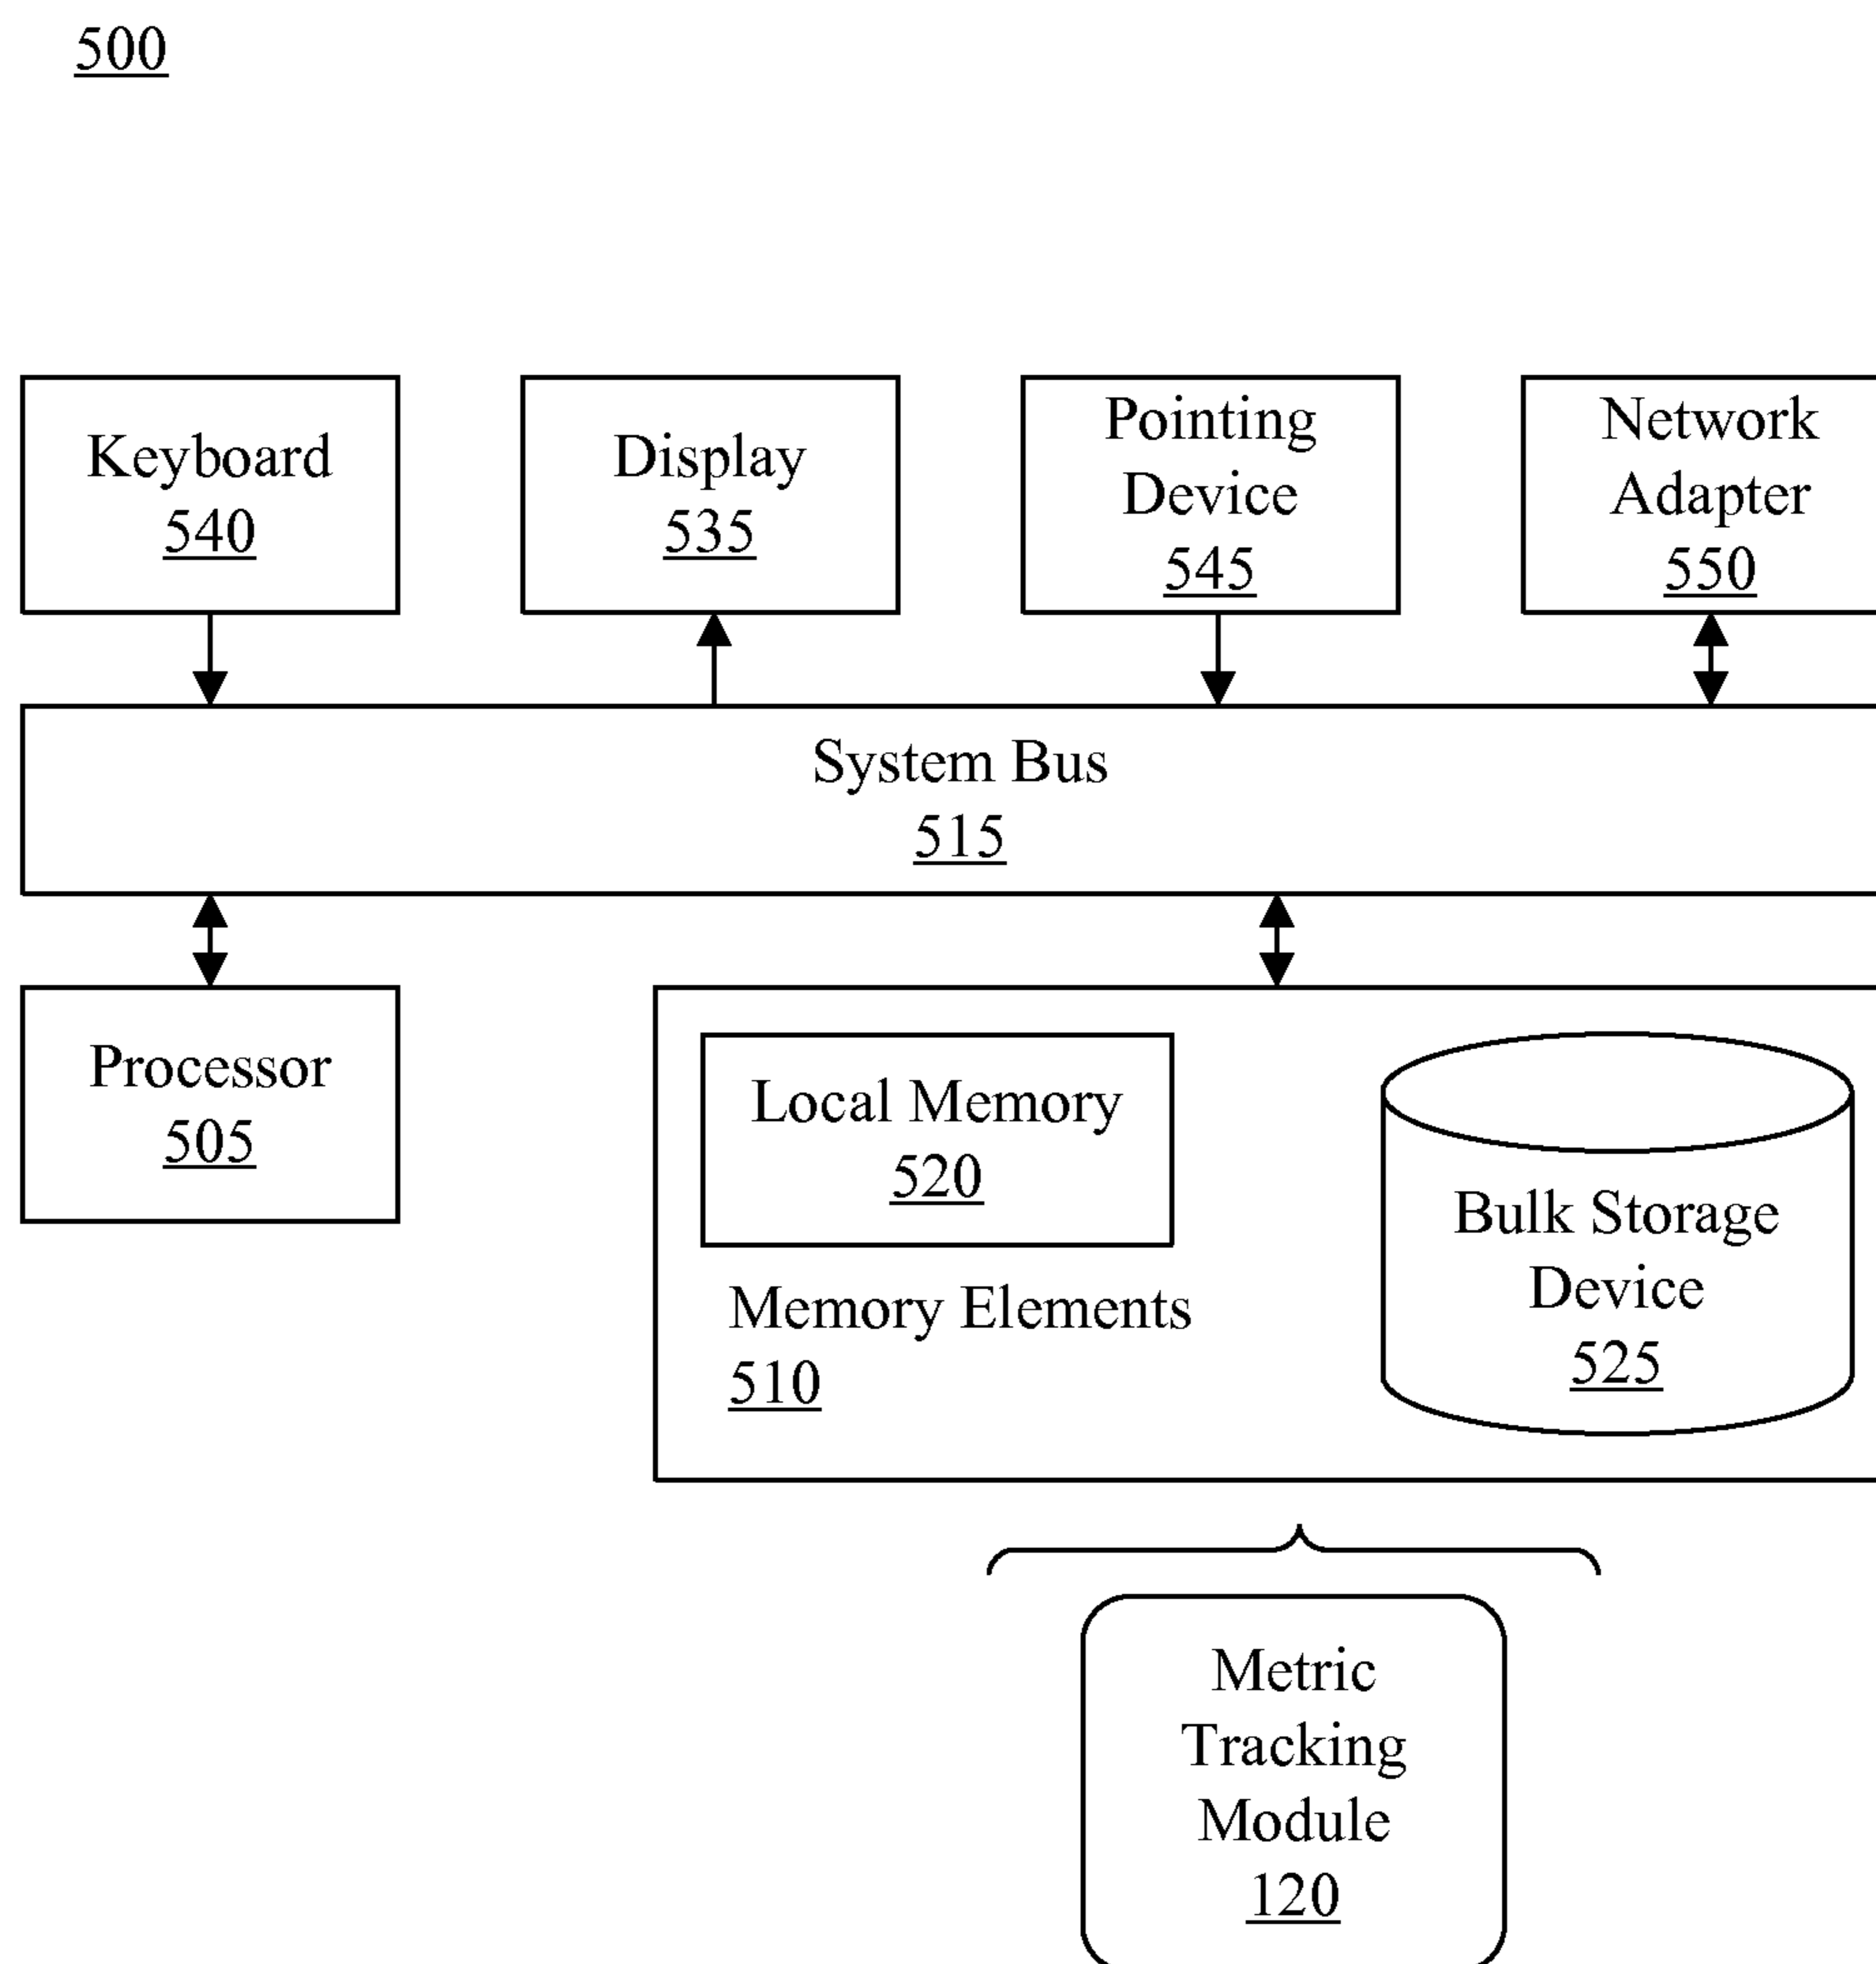 500
Keyboard
540
Display
535
Pointing
Device
545
Network
Adapter
550
System Bus
515
Processor
505
Local Memory
520
Memory Elements
510
Bulk Storage
Device
525
Metric
Tracking
Module
120